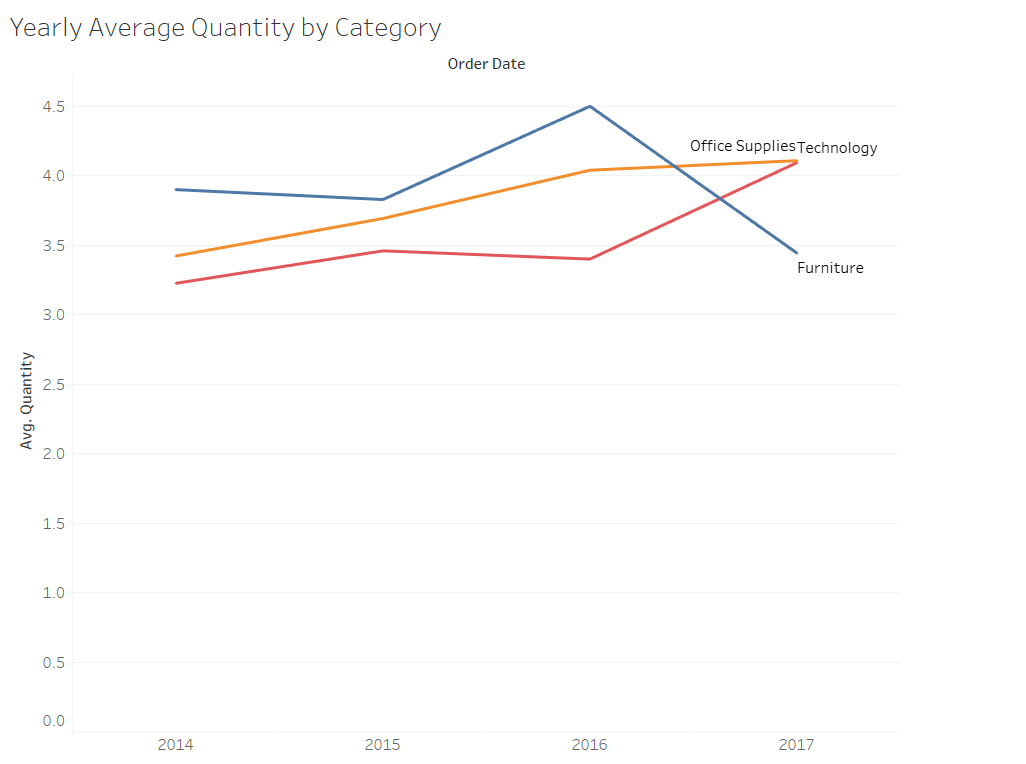 Yearly Average Quantity by Category
Order Date
4.5
Office Supplies Technology
4.0
3.5
Furniture
3.0
Avg. Quantity
2.5
2.0
1.5
1.0
0.5
0.0
2014 2015 2016 2017